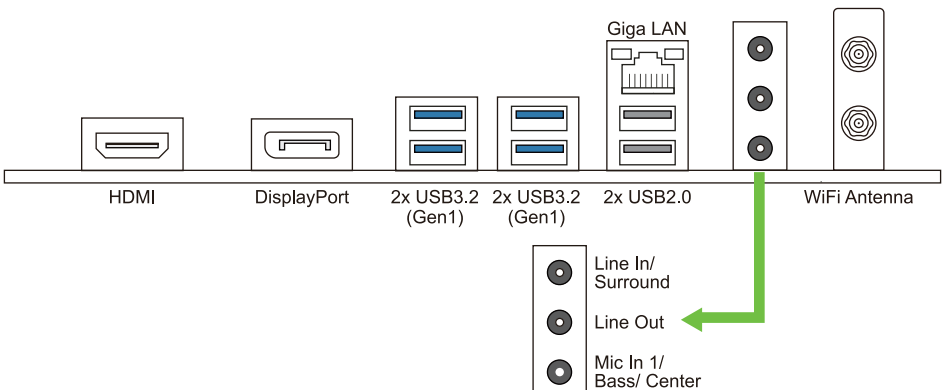 Giga LAN
HDMI
DisplayPort
2x USB3.2
(Gen1)
2x USB3.2
(Gen1)
2x USB2.0
WiFi Antenna
Line In/
Surround
Line Out
Mic In 1/
Bass/ Center